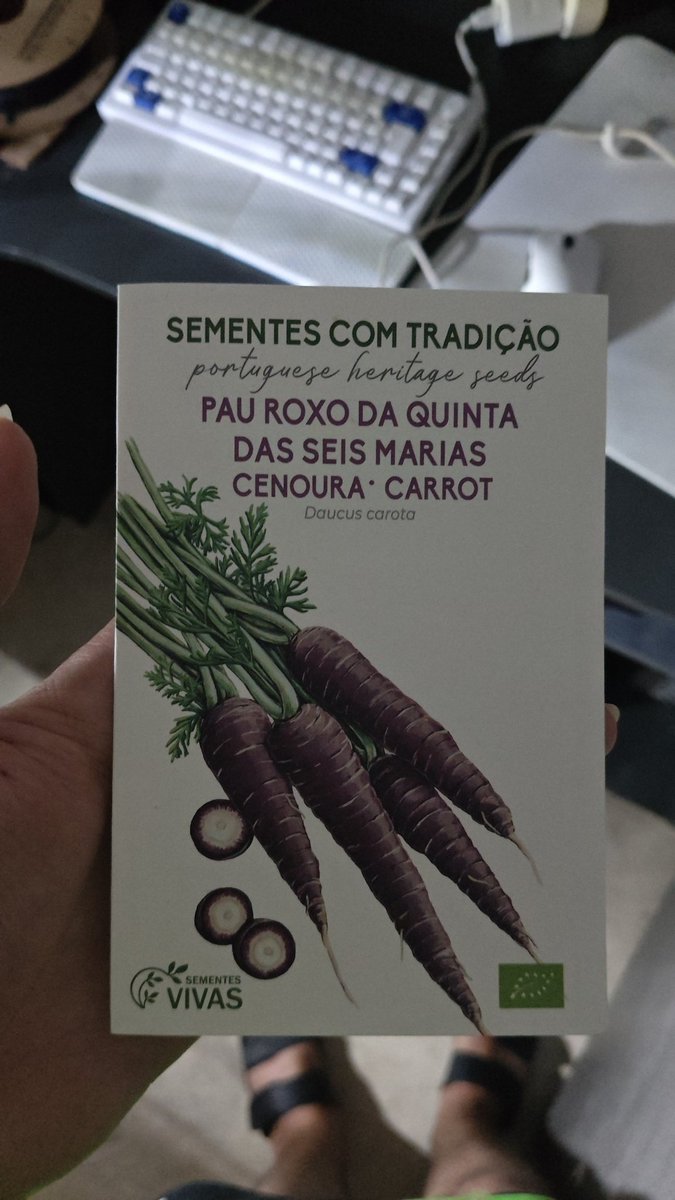 SEMENTES COM TRADIÇÃO
portuguese heritage seeds
PAU ROXO DA QUINTA
DAS SEIS MARIAS
CENOURA • CARROT
Daucus carota
SEMENTES
VIVAS